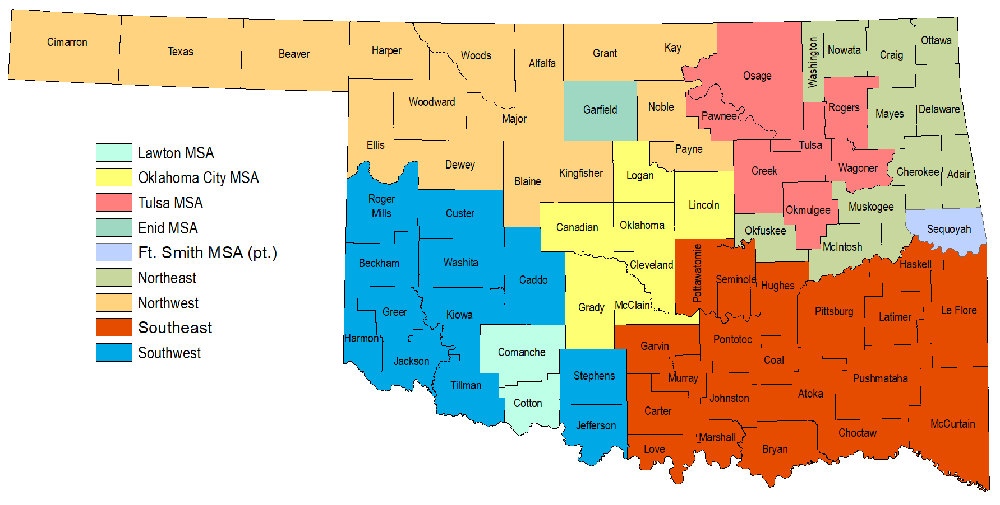 Cimarron
Texas
Beaver
Harper
Woods
Alfalfa
Grant
Kay
Osage
Washington
Nowata
Craig
Ottawa
Woodward
Major
Garfield
Noble
Pawnee
Rogers
Mayes
Delaware
Ellis
Dewey
Blaine
Kingfisher
Logan
Payne
Creek
Tulsa
Wagoner
Cherokee
Adair
Lawton MSA
Oklahoma City MSA
Tulsa MSA
Enid MSA
Ft. Smith MSA (pt.)
Northeast
Northwest
Southeast
Southwest
Roger
Mills
Custer
Canadian
Oklahoma
Lincoln
Okfuskee
Okmulgee
Muskogee
McIntosh
Sequoyah
Beckham
Washita
Caddo
Grady
Cleveland
McClain
Pottawatomie
Seminole
Hughes
Pittsburg
Haskell
Latimer
Le Flore
Harmon
Greer
Kiowa
Jackson
Tillman
Comanche
Cotton
Stephens
Jefferson
Garvin
Murray
Pontotoc
Coal
Carter
Johnston
Atoka
Pushmataha
Love
Marshall
Bryan
Choctaw
McCurtain